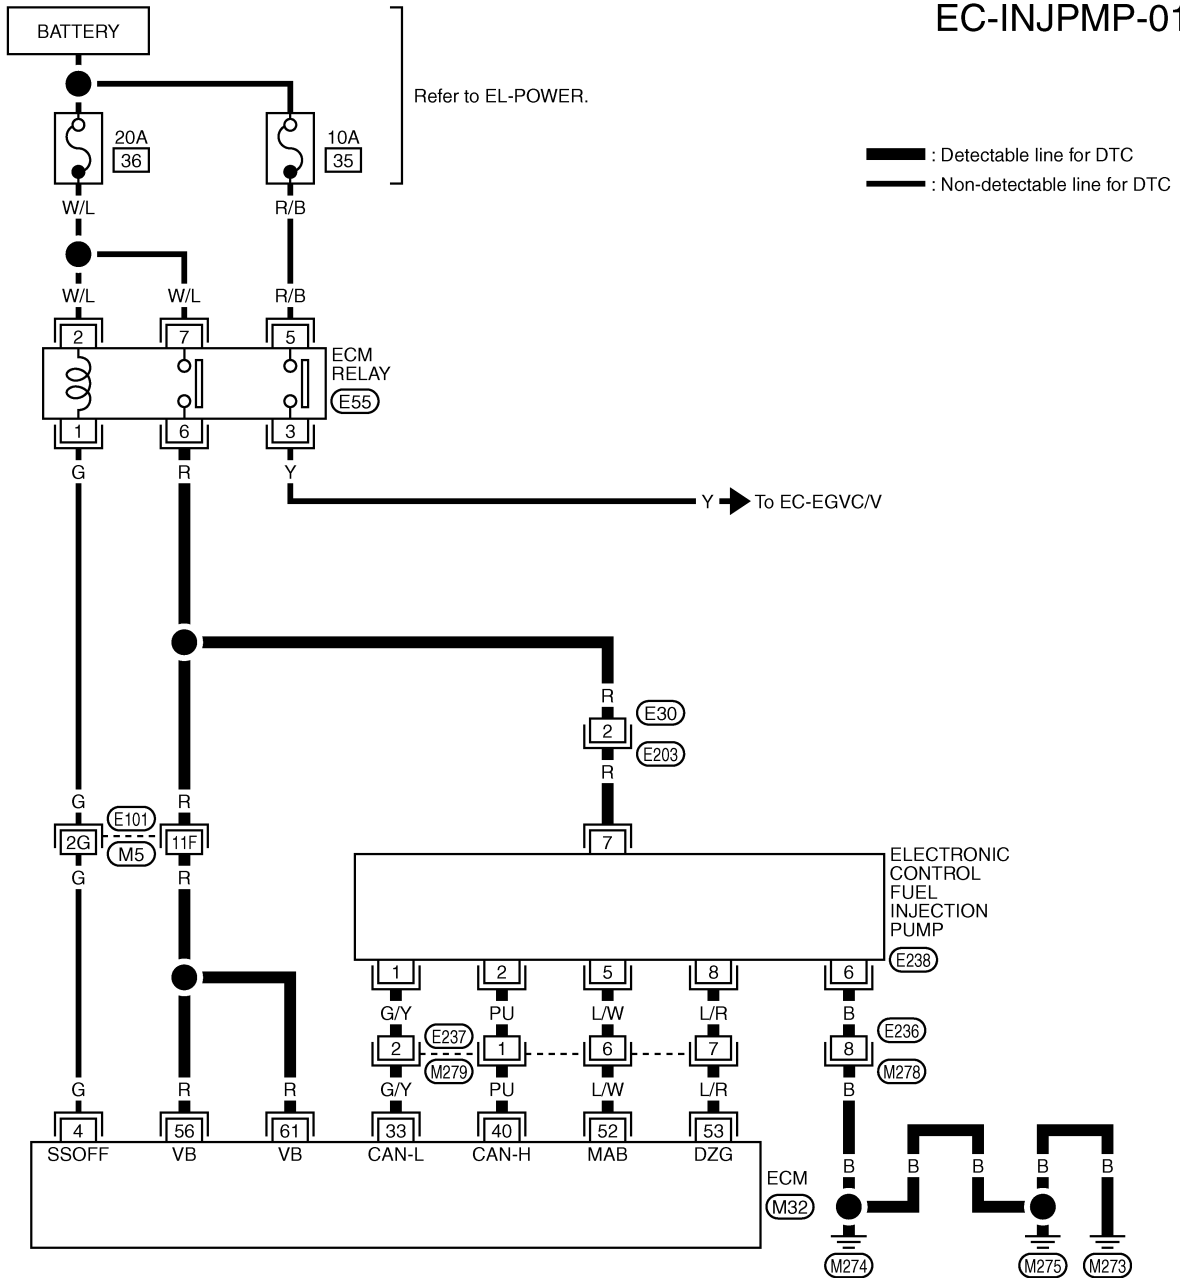 EC-INJPMP-01
BATTERY
Refer to EL-POWER.
20A
36
10A
35
: Detectable line for DTC
: Non-detectable line for DTC
W/L
R/B
W/L
W/L
R/B
2
7
5
ECM
RELAY
E55
1
6
3
G
R
Y
Y
To EC-EGVC/V
R
E30
2
E203
R
G
R
E101
2G
11F
M5
G
R
7
ELECTRONIC
CONTROL
FUEL
INJECTION
PUMP
E238
1
2
5
8
6
G/Y
PU
L/W
L/R
B
E237
E236
2
1
6
7
8
M279
M278
G
R
R
G/Y
PU
L/W
L/R
B
4
56
61
33
40
52
53
SSOFF
VB
VB
CAN-L
CAN-H
MAB
DZG
ECM
M32
B
B
B
B
B
M274
M275
M273